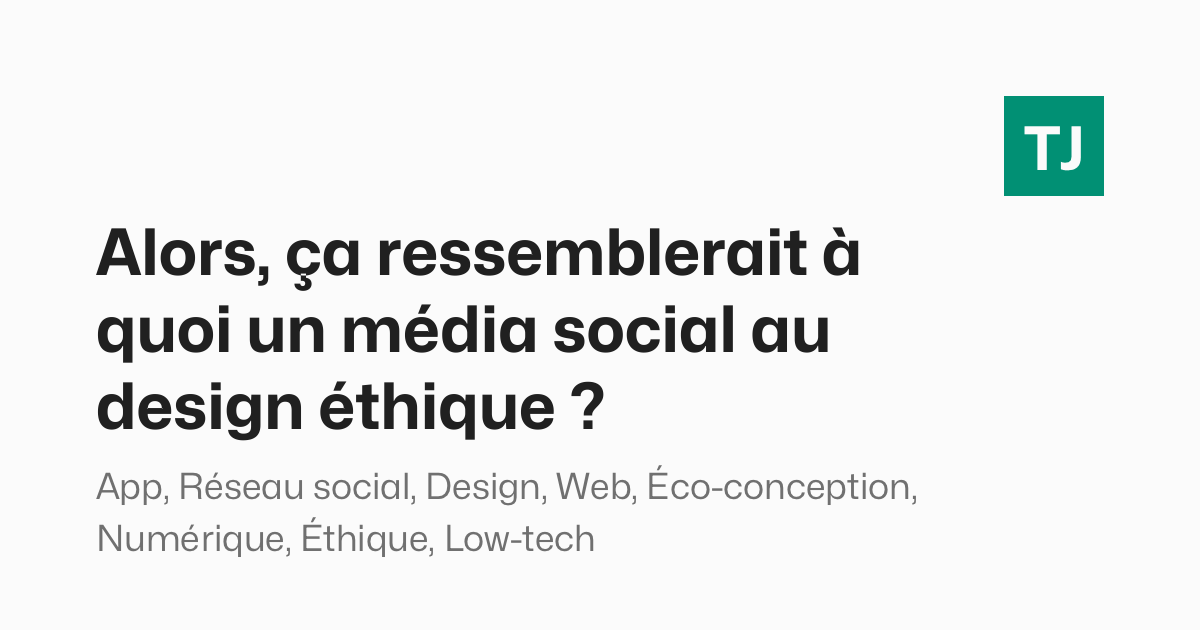 TJ
Alors, ça ressemblerait à
quoi un média social au
design éthique ?
App, Réseau social, Design, Web, Éco-conception,
Numérique, Éthique, Low-tech